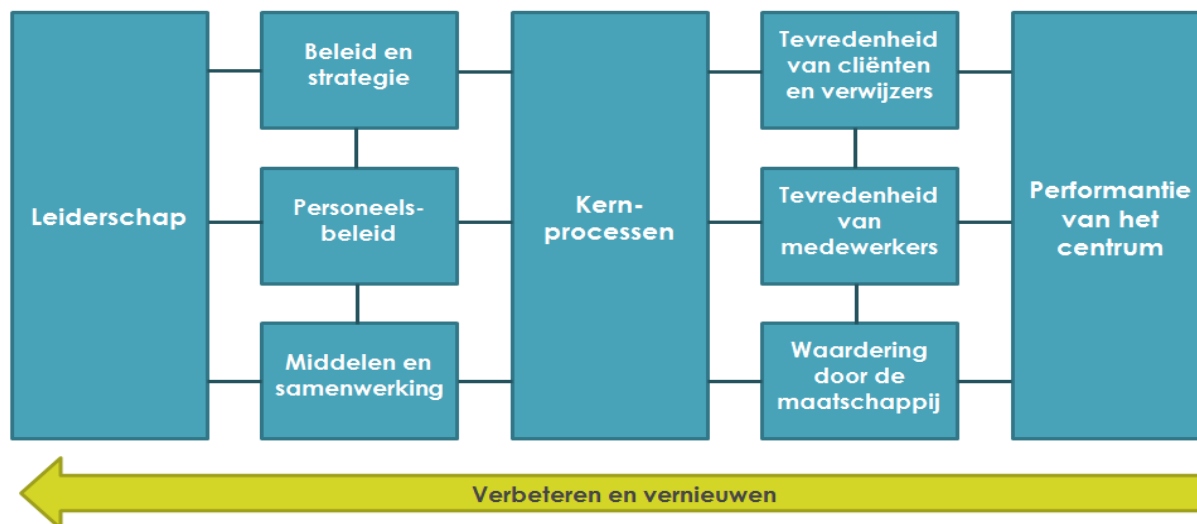 Leiderschap
Beleid en
strategie
Personeels-
beleid
Middelen en
samenwerking
Kern-
processen
Tevredenheid
van cliënten
en verwijzers
Tevredenheid
van
medewerkers
Waardering
door de
maatschappij
Performantie
van het
centrum
Verbeteren en vernieuwen